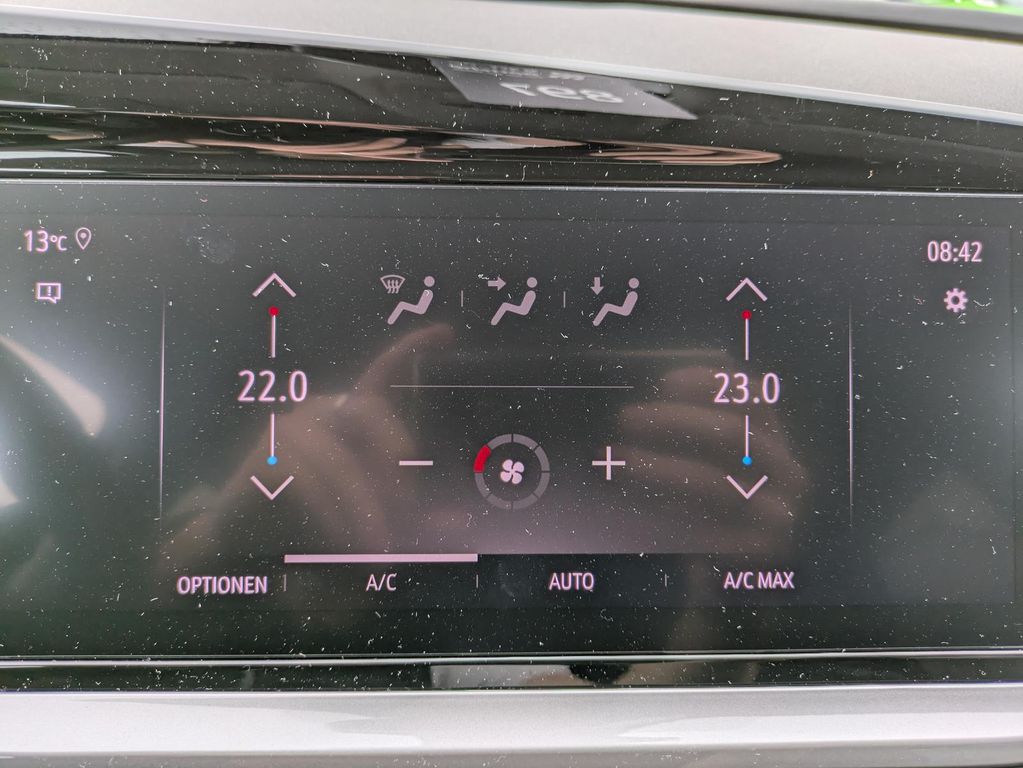 13°C
08:42
22.0
23.0
OPTIONEN
A/C
AUTO
A/C MAX